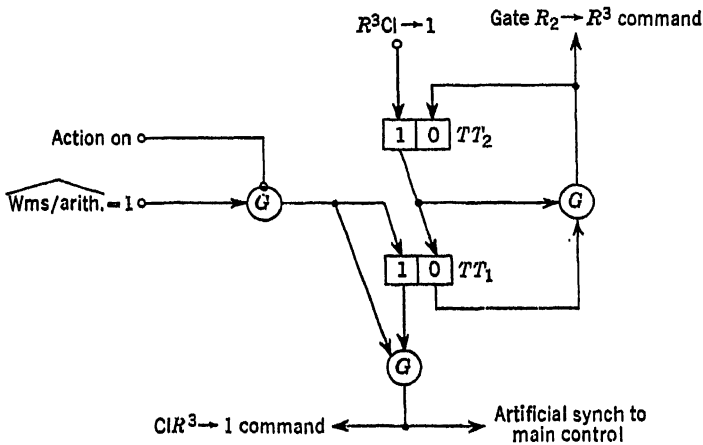 R³Cl→1
Gate R₂→R³ command
1 0 TT₂
Action on
Wms/arith. = 1
G
G
1 0 TT₁
G
ClR³→1 command
Artificial synch to
main control